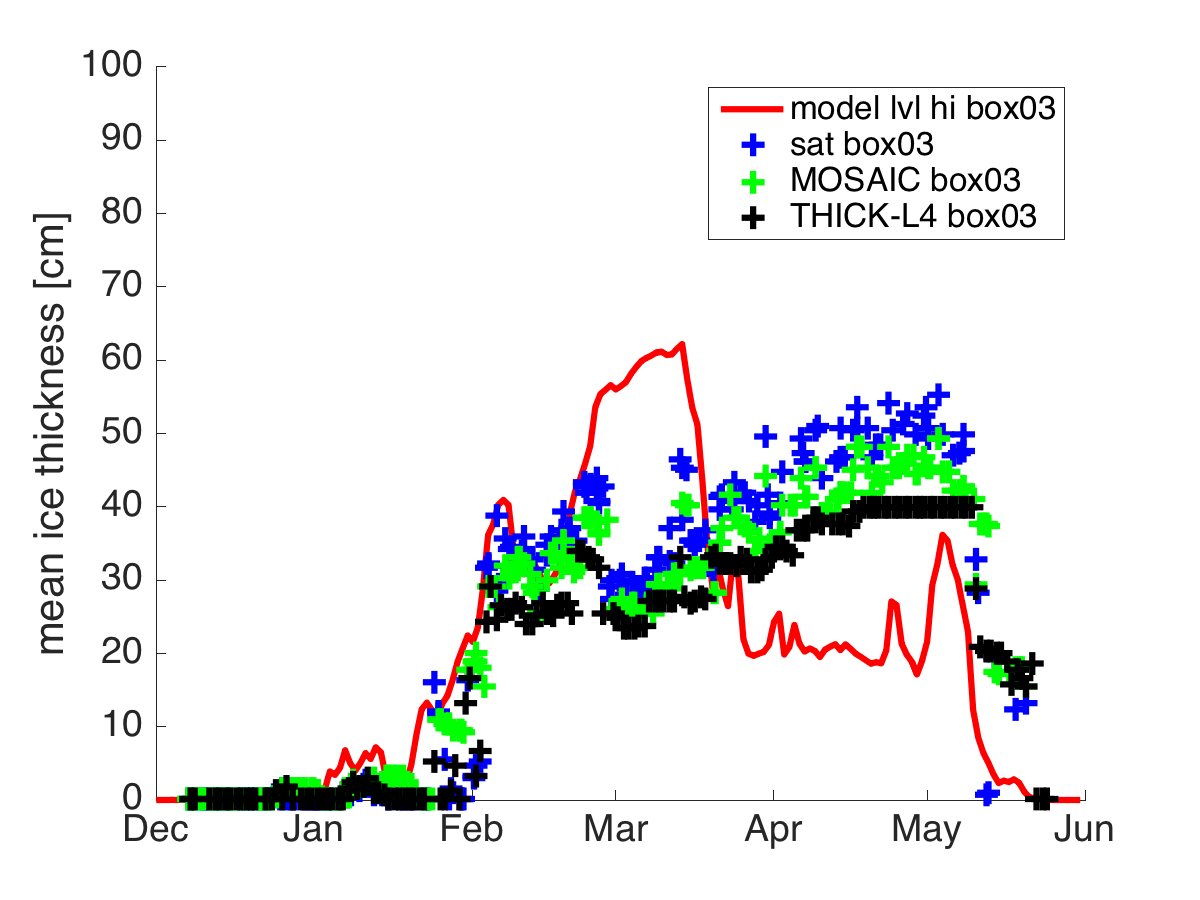 100
90
80
70
60
50
40
30
20
10
0
mean ice thickness [cm]
Dec Jan Feb Mar Apr May Jun
model lvl hi box03
sat box03
MOSAIC box03
THICK-L4 box03